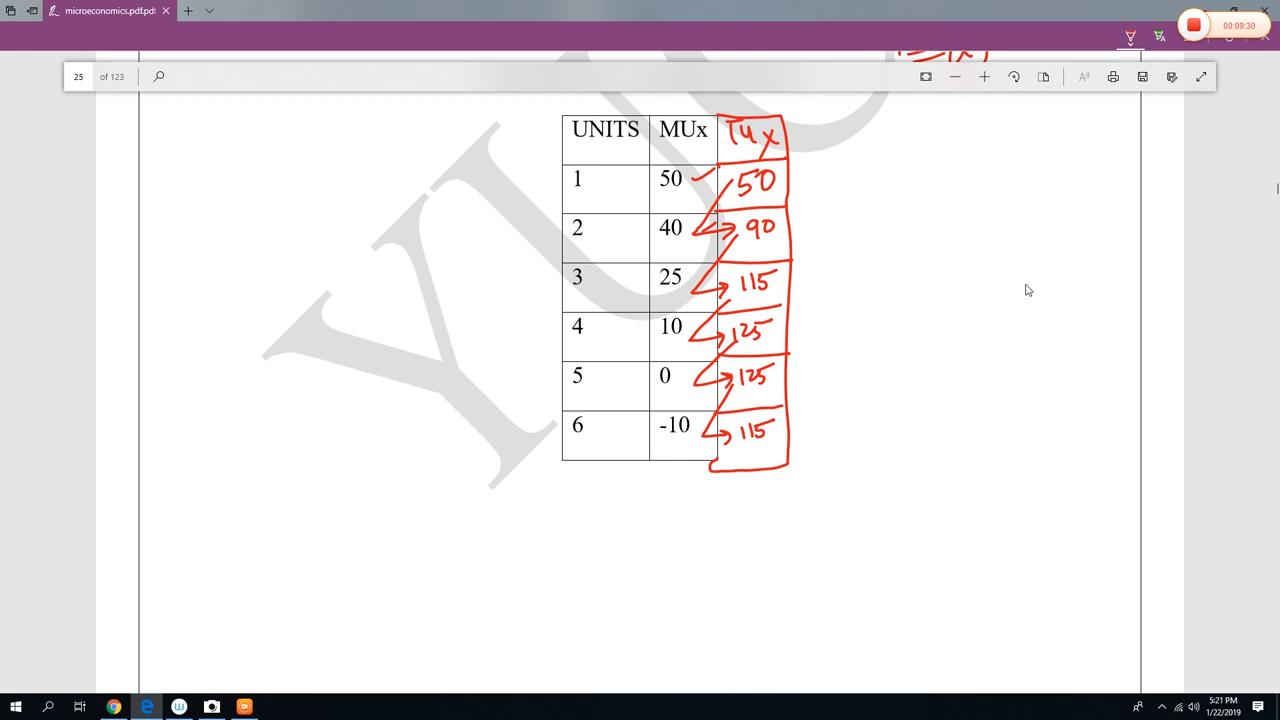 microeconomics.pdf.pdf
00:09:30
25 of 123
UNITS MUx Tux
1 50 50
2 40 90
3 25 115
4 10 125
5 0 125
6 -10 115
5:21 PM
1/22/2019